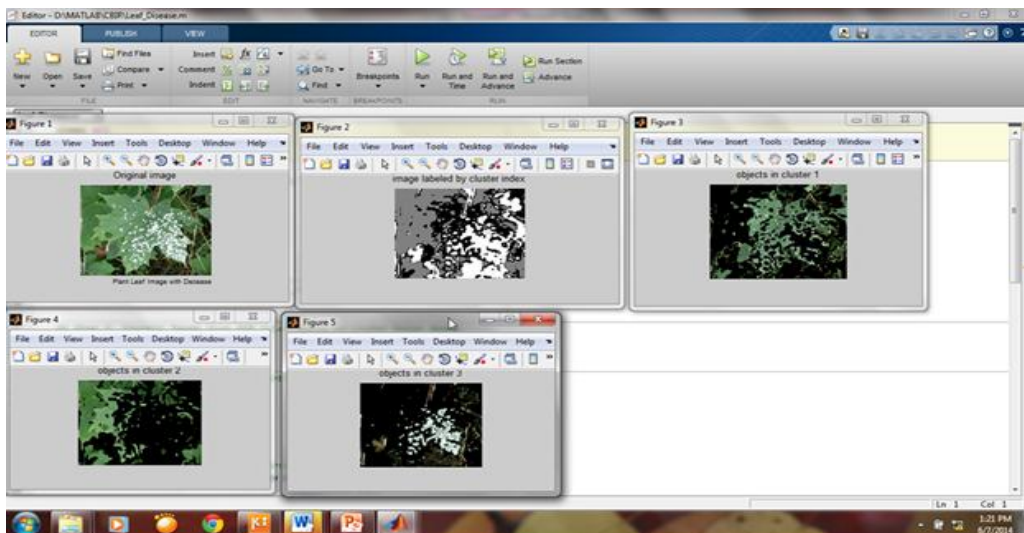 Editor - D:\MATLAB\CBIP\Leaf_Disease.m
EDITOR PUBLISH VIEW
New Open Save Find Files Compare Print
Insert fx Comment Indent
Go To Find
Breakpoints
Run Run and Time Run and Advance Run Section Advance
FILE EDIT NAVIGATE BREAKPOINTS RUN
Figure 1
File Edit View Insert Tools Desktop Window Help
Original image
Plant Leaf Image with Decease
Figure 2
File Edit View Insert Tools Desktop Window Help
image labeled by cluster index
Figure 3
File Edit View Insert Tools Desktop Window Help
objects in cluster 1
Figure 4
File Edit View Insert Tools Desktop Window Help
objects in cluster 2
Figure 5
File Edit View Insert Tools Desktop Window Help
objects in cluster 3
Ln 1 Col 1
1:21 PM
6/7/2014